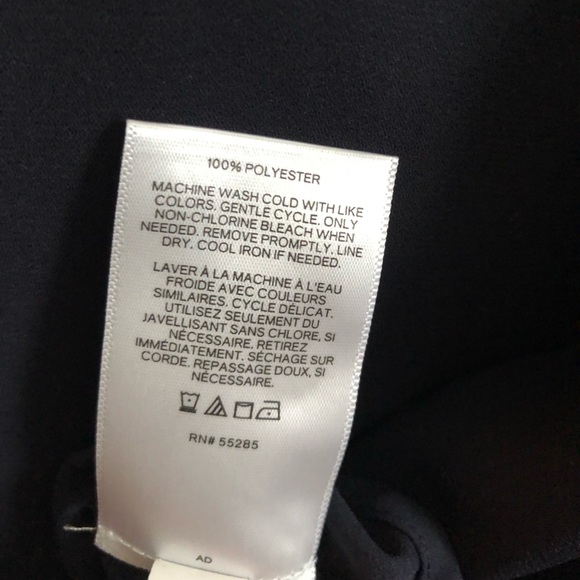 100% POLYESTER
MACHINE WASH COLD WITH LIKE
COLORS. GENTLE CYCLE. ONLY
NON-CHLORINE BLEACH WHEN
NEEDED. REMOVE PROMPTLY. LINE
DRY. COOL IRON IF NEEDED.
LAVER À LA MACHINE À L'EAU
FROIDE AVEC COULEURS
SIMILAIRES. CYCLE DÉLICAT.
UTILISEZ SEULEMENT DU
JAVELLISANT SANS CHLORE, SI
NÉCESSAIRE. RETIREZ
IMMÉDIATEMENT. SÉCHAGE SUR
CORDE. REPASSAGE DOUX, SI
NÉCESSAIRE.
RN# 55285
AD